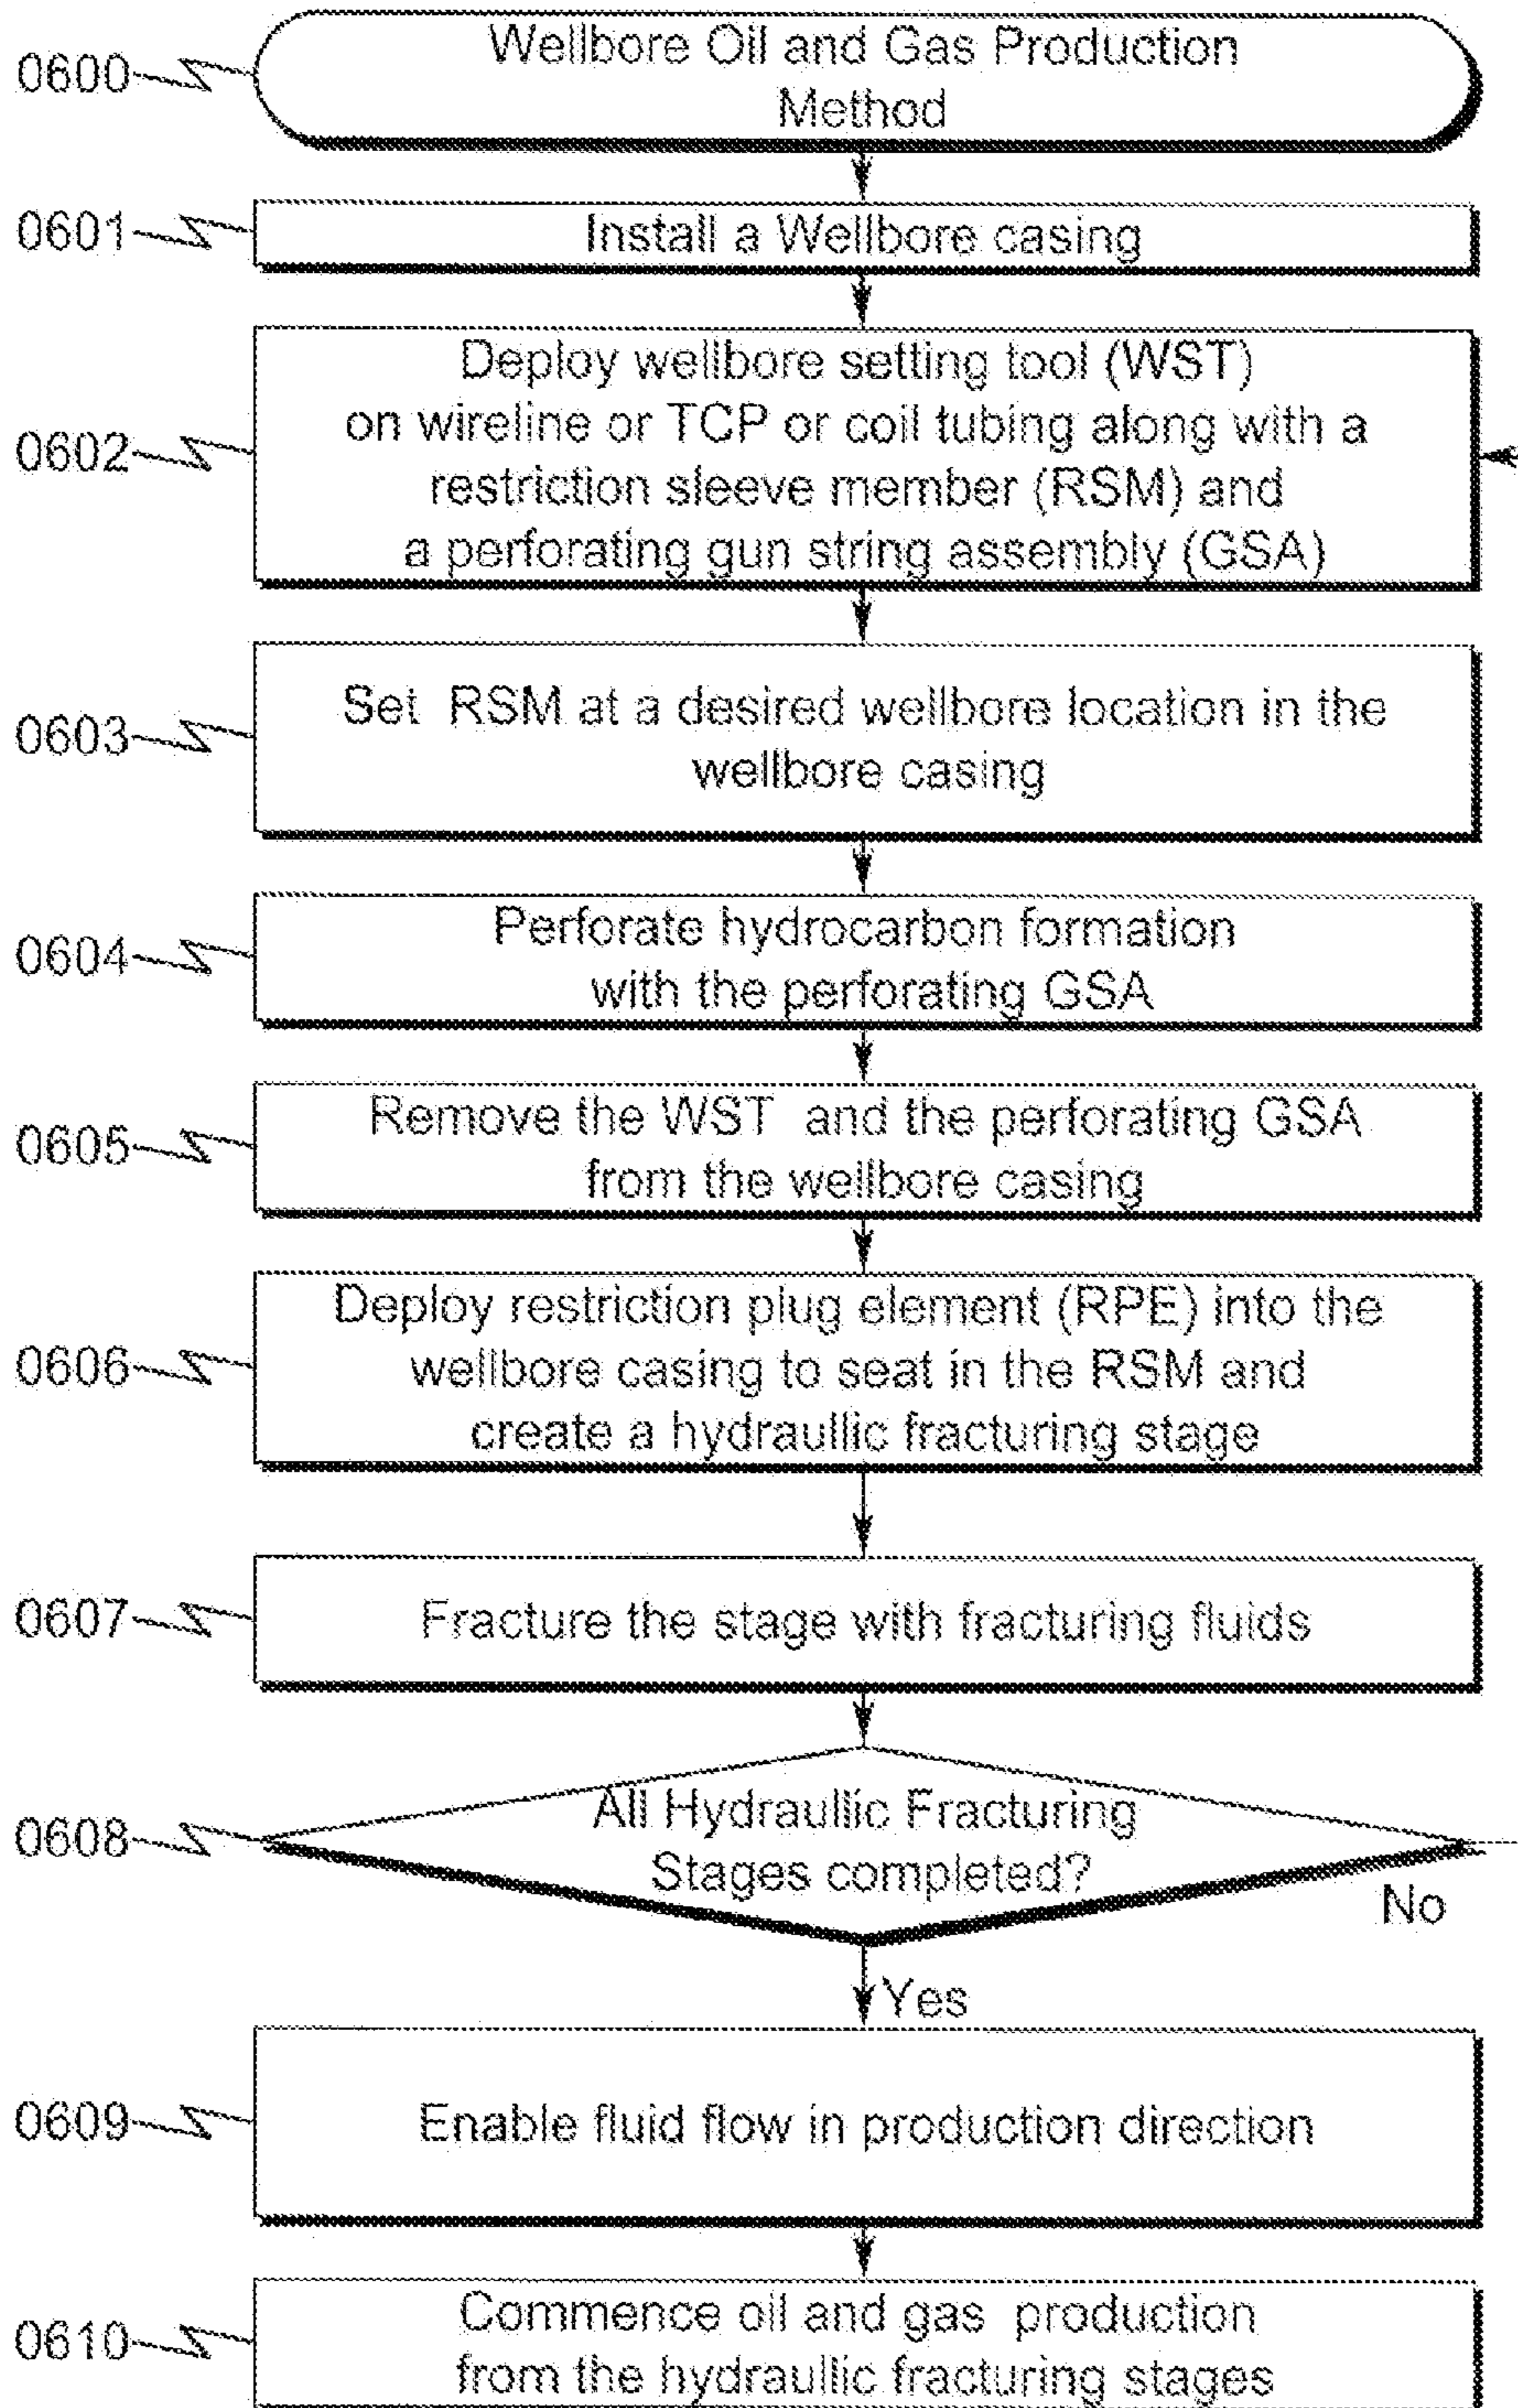 0600
Wellbore Oil and Gas Production
Method
0601
Install a Wellbore casing
0602
Deploy wellbore setting tool (WST)
on wireline or TCP or coil tubing along with a
restriction sleeve member (RSM) and
a perforating gun string assembly (GSA)
0603
Set RSM at a desired wellbore location in the
wellbore casing
0604
Perforate hydrocarbon formation
with the perforating GSA
0605
Remove the WST and the perforating GSA
from the wellbore casing
0606
Deploy restriction plug element (RPE) into the
wellbore casing to seat in the RSM and
create a hydraullic fracturing stage
0607
Fracture the stage with fracturing fluids
0608
All Hydraullic Fracturing
Stages completed?
No
Yes
0609
Enable fluid flow in production direction
0610
Commence oil and gas production
from the hydraullic fracturing stages